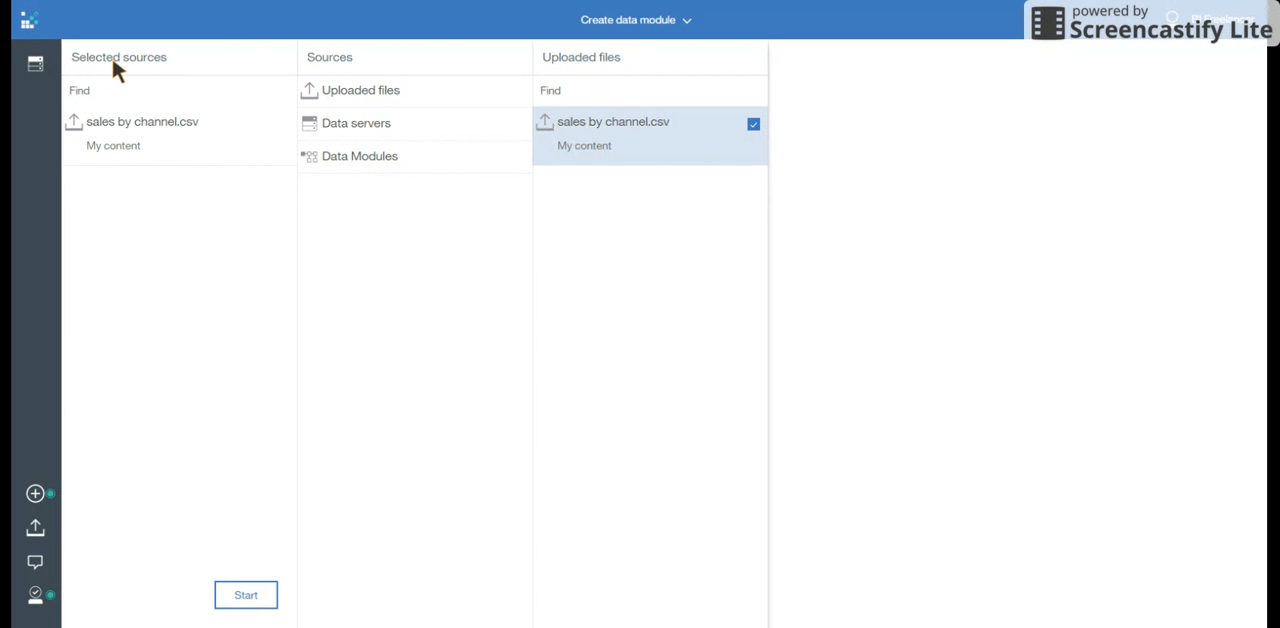 Create data module
powered by
Screencastify Lite
Selected sources
Sources
Uploaded files
Find
Uploaded files
Find
sales by channel.csv
My content
Data servers
sales by channel.csv
My content
Data Modules
Start